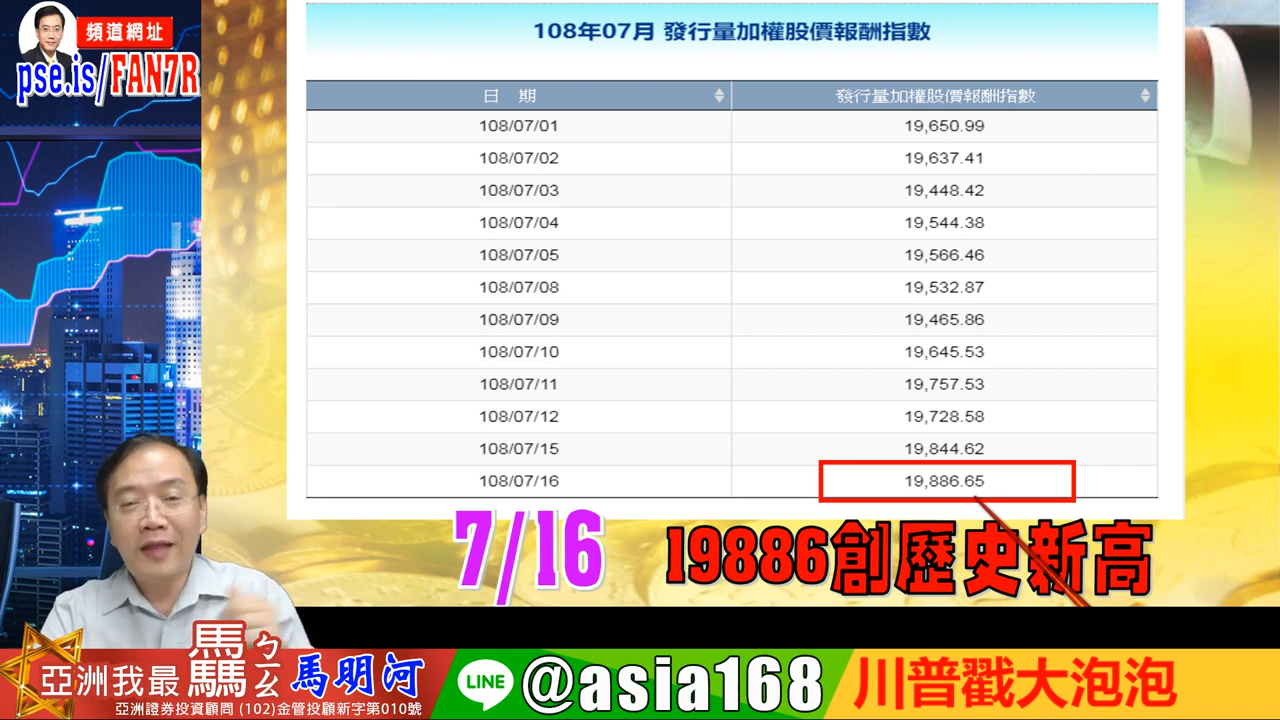 頻道網址
pse.is/FAN7R
108年07月 發行量加權股價報酬指數
日 期 發行量加權股價報酬指數
108/07/01 19,650.99
108/07/02 19,637.41
108/07/03 19,448.42
108/07/04 19,544.38
108/07/05 19,566.46
108/07/08 19,532.87
108/07/09 19,465.86
108/07/10 19,645.53
108/07/11 19,757.53
108/07/12 19,728.58
108/07/15 19,844.62
108/07/16 19,886.65
7/16 19886創歷史新高
亞洲我最驫ㄅㄧㄠ馬明河
亞洲證券投資顧問 (102)金管投顧新字第010號
LINE @asia168
川普戳大泡泡